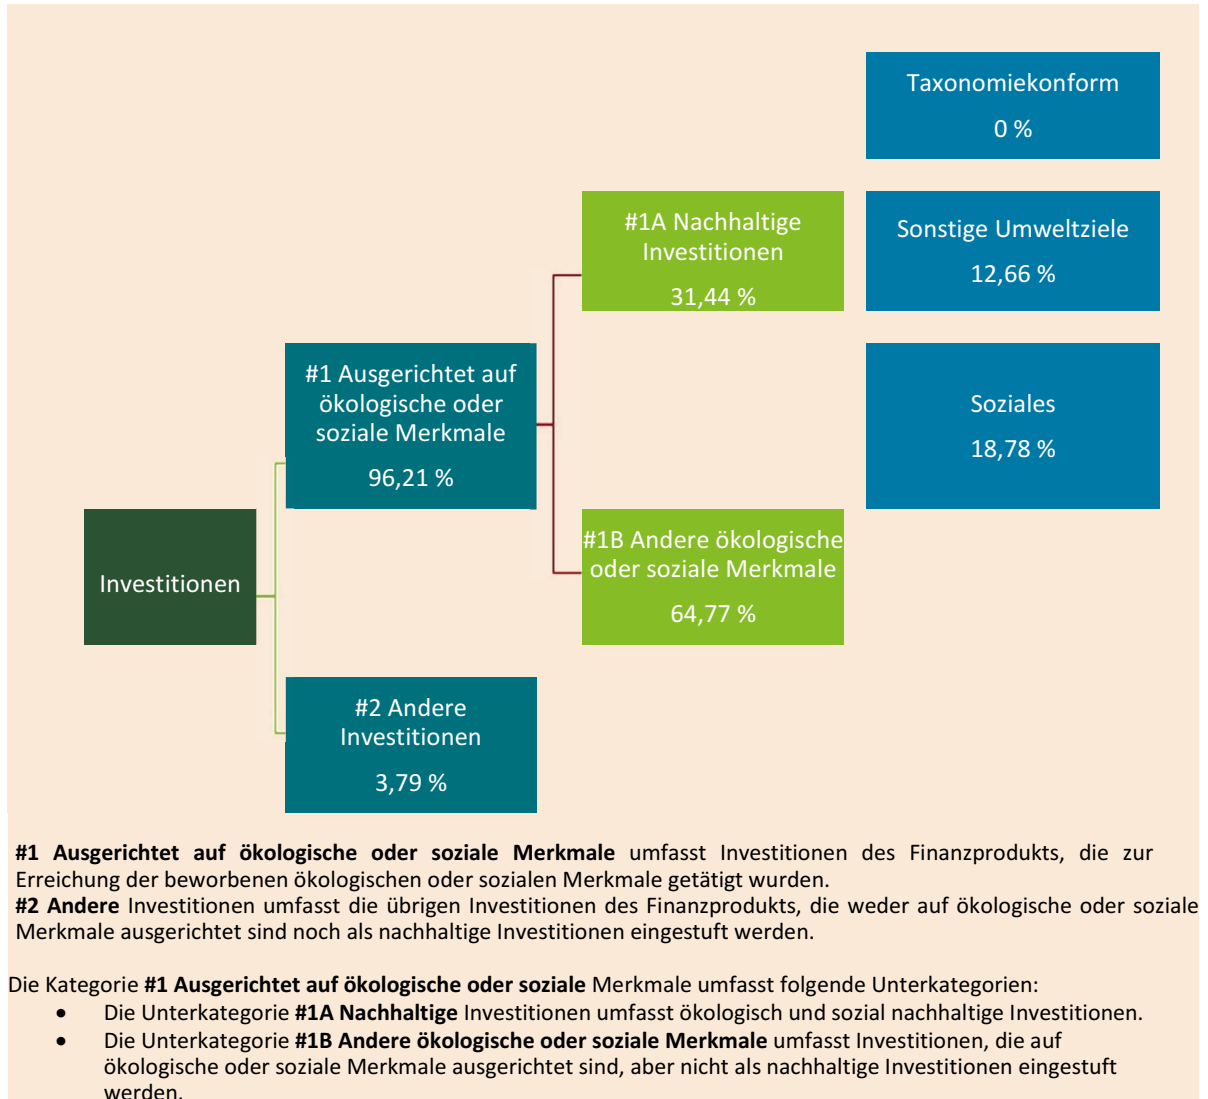 Taxonomiekonform
0 %
#1A Nachhaltige
Investitionen
31,44 %
Sonstige Umweltziele
12,66 %
#1 Ausgerichtet auf
ökologische oder
soziale Merkmale
96,21 %
Soziales
18,78 %
Investitionen
#1B Andere ökologische
oder soziale Merkmale
64,77 %
#2 Andere
Investitionen
3,79 %
#1 Ausgerichtet auf ökologische oder soziale Merkmale umfasst Investitionen des Finanzprodukts, die zur
Erreichung der beworbenen ökologischen oder sozialen Merkmale getätigt wurden.
#2 Andere Investitionen umfasst die übrigen Investitionen des Finanzprodukts, die weder auf ökologische oder soziale
Merkmale ausgerichtet sind noch als nachhaltige Investitionen eingestuft werden.
Die Kategorie #1 Ausgerichtet auf ökologische oder soziale Merkmale umfasst folgende Unterkategorien:
• Die Unterkategorie #1A Nachhaltige Investitionen umfasst ökologisch und sozial nachhaltige Investitionen.
• Die Unterkategorie #1B Andere ökologische oder soziale Merkmale umfasst Investitionen, die auf
ökologische oder soziale Merkmale ausgerichtet sind, aber nicht als nachhaltige Investitionen eingestuft
werden.